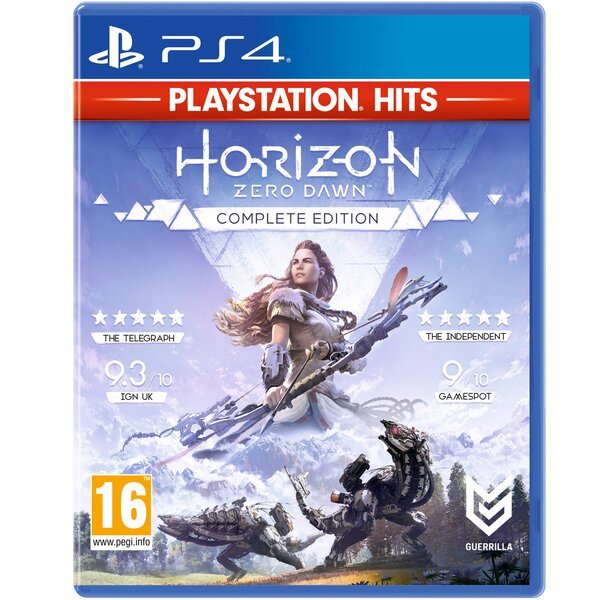 PS4
PLAYSTATION® HITS
HORIZON
ZERO DAWN™
COMPLETE EDITION
THE TELEGRAPH
9.3/10
IGN UK
THE INDEPENDENT
9/10
GAMESPOT
16
www.pegi.info
GUERRILLA